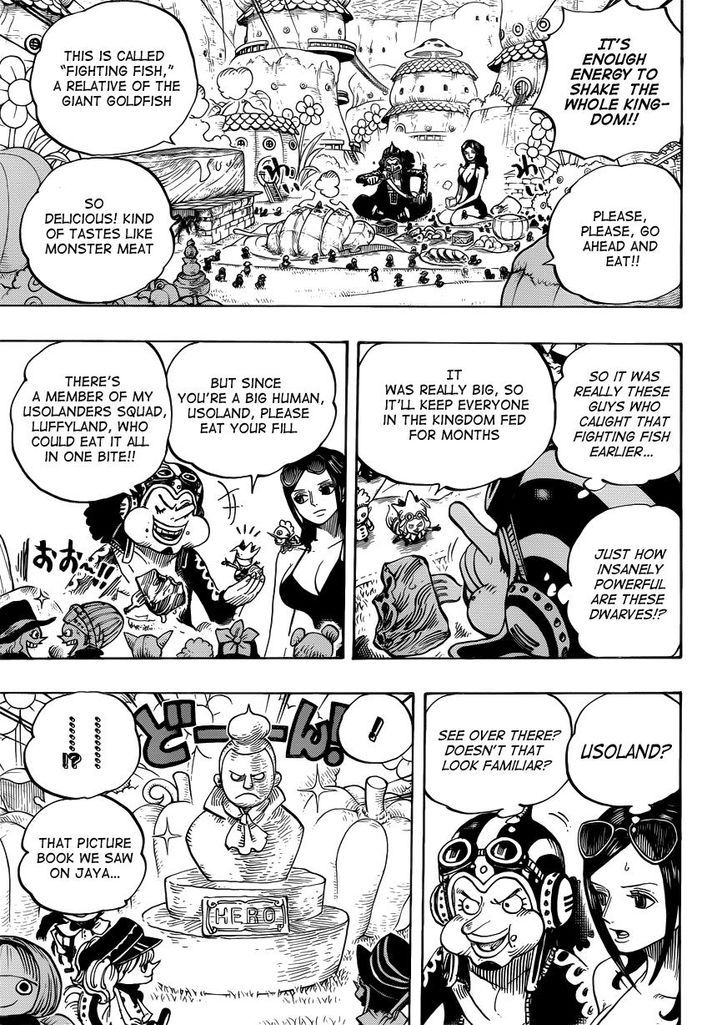 IT'S
ENOUGH
ENERGY TO
SHAKE THE
WHOLE KING-
DOM!!
THIS IS CALLED
"FIGHTING FISH,"
A RELATIVE OF THE
GIANT GOLDFISH
PLEASE,
PLEASE, GO
AHEAD AND
EAT!!
SO
DELICIOUS! KIND
OF TASTES LIKE
MONSTER MEAT
SO IT WAS
REALLY THESE
GUYS WHO
CAUGHT THAT
FIGHTING FISH
EARLIER...
IT
WAS REALLY BIG, SO
IT'LL KEEP EVERYONE
IN THE KINGDOM FED
FOR MONTHS
JUST HOW
INSANELY
POWERFUL
ARE THESE
DWARVES!?
BUT SINCE
YOU'RE A BIG HUMAN,
USOLAND, PLEASE
EAT YOUR FILL
THERE'S
A MEMBER OF MY
USOLANDERS SQUAD,
LUFFYLAND, WHO
COULD EAT IT ALL
IN ONE BITE!!
おお〜!!
USOLAND?
SEE OVER THERE?
DOESN'T THAT
LOOK FAMILIAR?
!
どーーん!
HERO
!?
THAT PICTURE
BOOK WE SAW
ON JAYA...